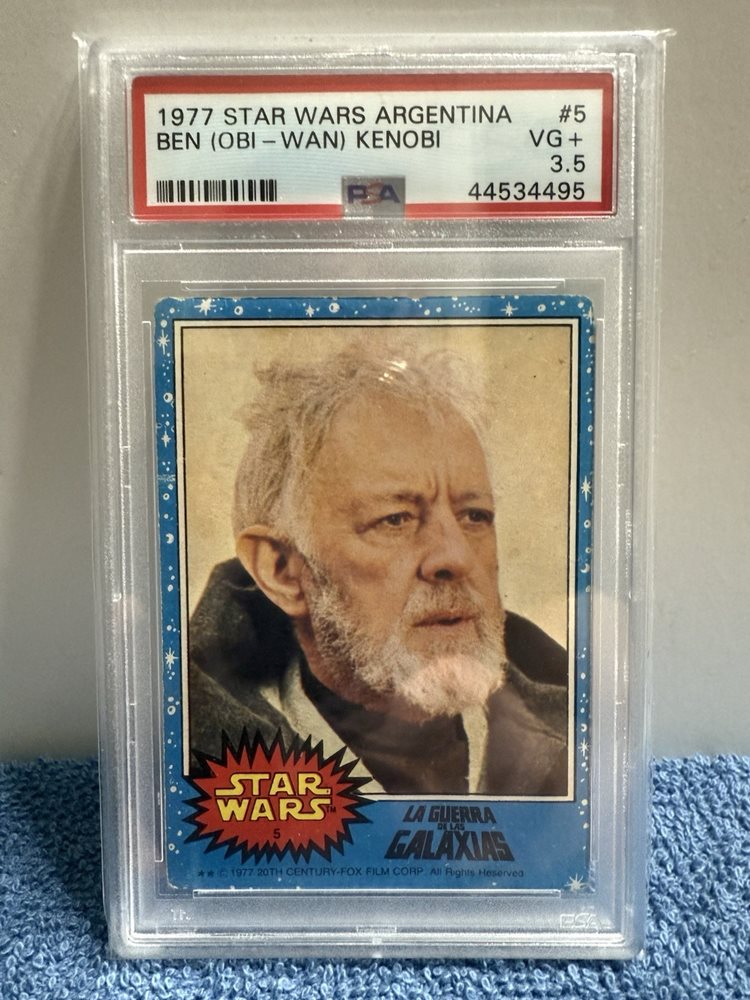 1977 STAR WARS ARGENTINA #5
BEN (OBI-WAN) KENOBI VG+
3.5
PSA 44534495
STAR
WARS™
5
LA GUERRA
DE LAS
GALAXIAS
★★ © 1977 20TH CENTURY-FOX FILM CORP. All Rights Reserved